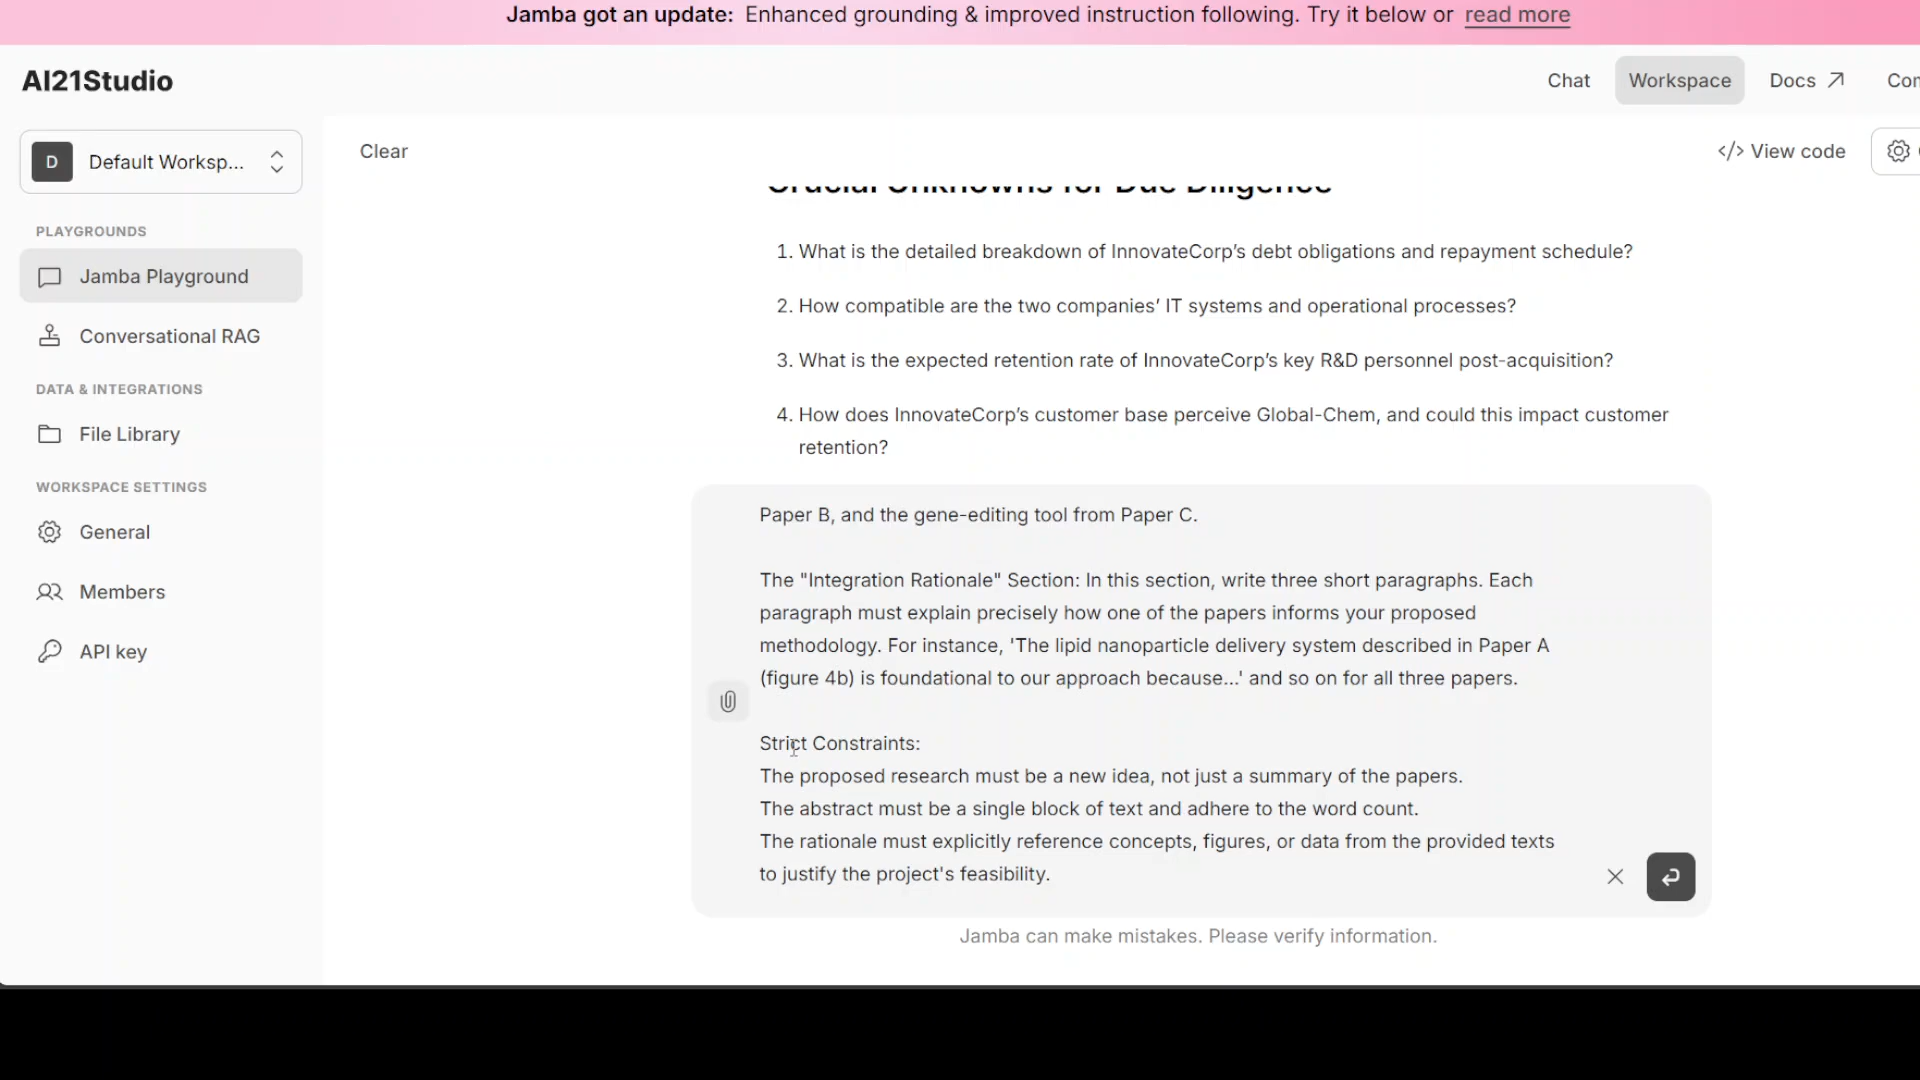 Jamba got an update: Enhanced grounding & improved instruction following. Try it below or read more
AI21Studio
Chat
Workspace
Docs
D
Default Worksp...
Clear
</> View code
PLAYGROUNDS
Jamba Playground
Conversational RAG
DATA & INTEGRATIONS
File Library
WORKSPACE SETTINGS
General
Members
API key
Crucial Unknowns for Due Diligence
1. What is the detailed breakdown of InnovateCorp’s debt obligations and repayment schedule?
2. How compatible are the two companies’ IT systems and operational processes?
3. What is the expected retention rate of InnovateCorp’s key R&D personnel post-acquisition?
4. How does InnovateCorp’s customer base perceive Global-Chem, and could this impact customer
retention?
Paper B, and the gene-editing tool from Paper C.
The "Integration Rationale" Section: In this section, write three short paragraphs. Each
paragraph must explain precisely how one of the papers informs your proposed
methodology. For instance, 'The lipid nanoparticle delivery system described in Paper A
(figure 4b) is foundational to our approach because...' and so on for all three papers.
Strict Constraints:
The proposed research must be a new idea, not just a summary of the papers.
The abstract must be a single block of text and adhere to the word count.
The rationale must explicitly reference concepts, figures, or data from the provided texts
to justify the project's feasibility.
Jamba can make mistakes. Please verify information.